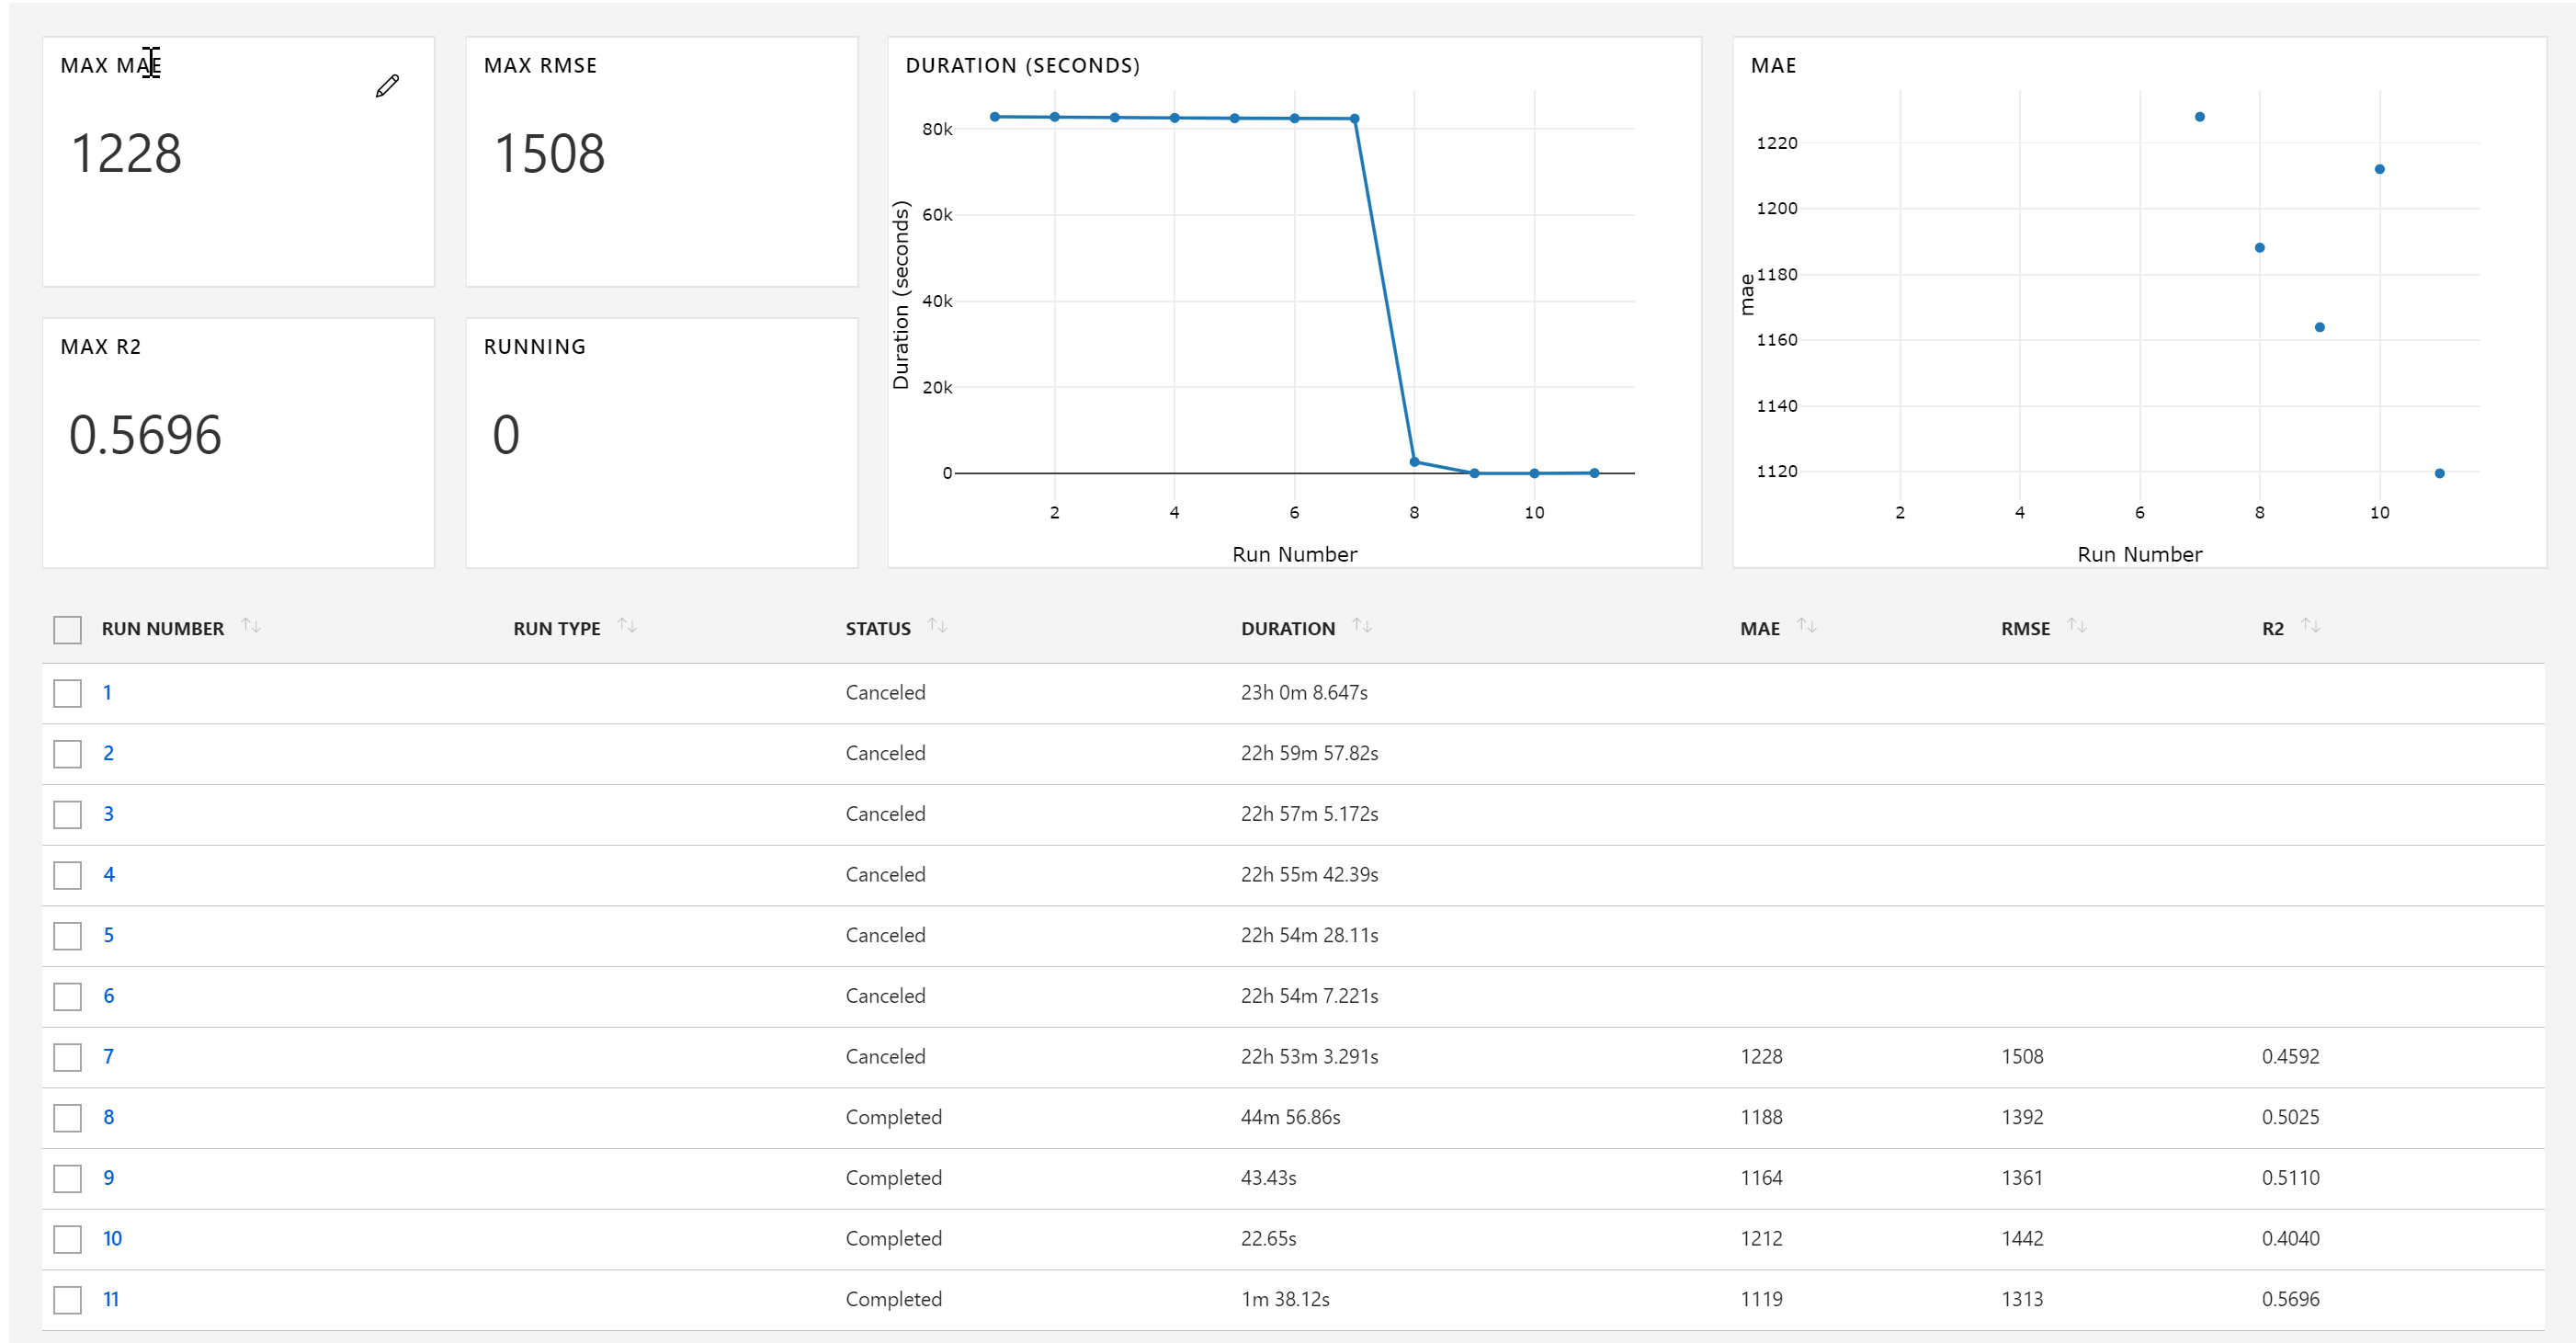 MAX MAE
1228
MAX RMSE
1508
MAX R2
0.5696
RUNNING
0
DURATION (SECONDS)
Duration (seconds)
80k
60k
40k
20k
0
2 4 6 8 10
Run Number
MAE
mae
1220
1200
1180
1160
1140
1120
2 4 6 8 10
Run Number
RUN NUMBER RUN TYPE STATUS DURATION MAE RMSE R2
1 Canceled 23h 0m 8.647s
2 Canceled 22h 59m 57.82s
3 Canceled 22h 57m 5.172s
4 Canceled 22h 55m 42.39s
5 Canceled 22h 54m 28.11s
6 Canceled 22h 54m 7.221s
7 Canceled 22h 53m 3.291s 1228 1508 0.4592
8 Completed 44m 56.86s 1188 1392 0.5025
9 Completed 43.43s 1164 1361 0.5110
10 Completed 22.65s 1212 1442 0.4040
11 Completed 1m 38.12s 1119 1313 0.5696